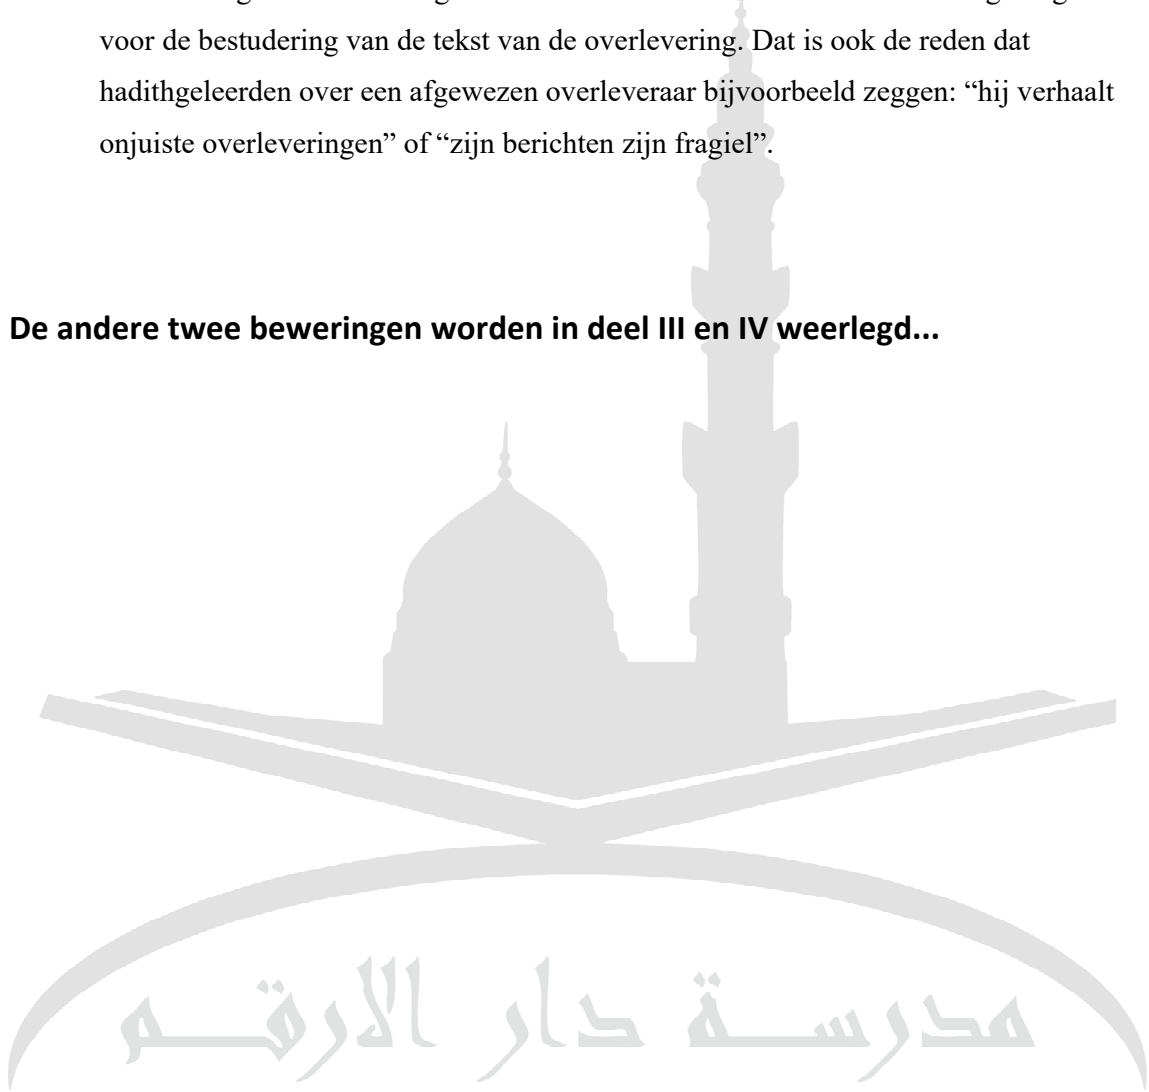 voor de bestudering van de tekst van de overlevering. Dat is ook de reden dat
hadithgeleerden over een afgewezen overleveraar bijvoorbeeld zeggen: “hij verhaalt
onjuiste overleveringen” of “zijn berichten zijn fragiel”.
De andere twee beweringen worden in deel III en IV weerlegd...
مدرسة دار الارقم